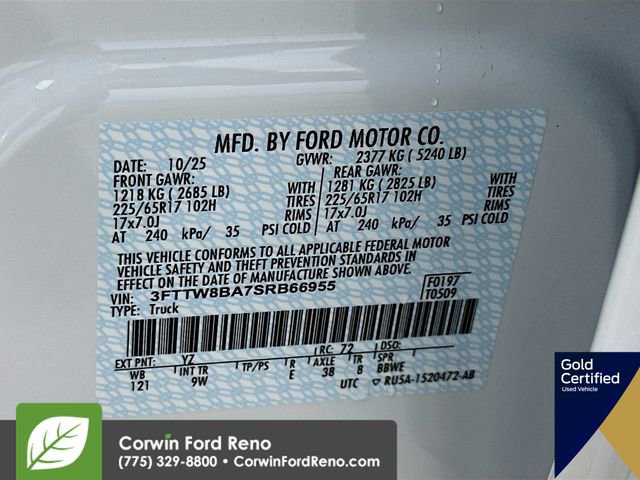 MFD. BY FORD MOTOR CO.
DATE: 10/25 GVWR: 2377 KG ( 5240 LB)
FRONT GAWR: REAR GAWR:
1218 KG ( 2685 LB) WITH 1281 KG ( 2825 LB) WITH
225/65R17 102H TIRES 225/65R17 102H TIRES
17x7.0J RIMS 17x7.0J RIMS
AT 240 kPa/ 35 PSI COLD AT 240 kPa/ 35 PSI COLD
THIS VEHICLE CONFORMS TO ALL APPLICABLE FEDERAL MOTOR
VEHICLE SAFETY AND THEFT PREVENTION STANDARDS IN
EFFECT ON THE DATE OF MANUFACTURE SHOWN ABOVE.
VIN: 3FTTW8BA7SRB66955 F0197
TYPE: Truck T0509
EXT PNT: YZ RC: 72 DSO:
WB INT TR TP/PS R AXLE TR SPR
121 9W E 38 8 BBWE
UTC RU5A-1520472-AB
Gold
Certified
Used Vehicle
Corwin Ford Reno
(775) 329-8800 • CorwinFordReno.com